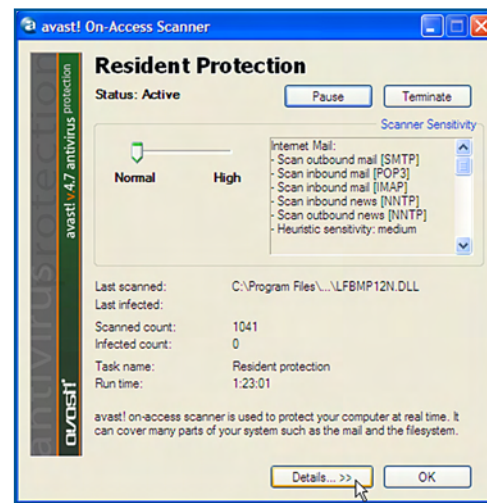 avast! On-Access Scanner
Resident Protection
Status: Active
Pause
Terminate
Scanner Sensitivity
Normal
High
Internet Mail:
- Scan outbound mail [SMTP]
- Scan inbound mail [POP3]
- Scan inbound mail [IMAP]
- Scan inbound news [NNTP]
- Scan outbound news [NNTP]
- Heuristic sensitivity: medium
Last scanned: C:\Program Files\...\LFBMP12N.DLL
Last infected:
Scanned count: 1041
Infected count: 0
Task name: Resident protection
Run time: 1:23:01
avast! on-access scanner is used to protect your computer at real time. It
can cover many parts of your system such as the mail and the filesystem.
Details... >>
OK
antivirusprotection
avast! v.4.7 antivirus protection
avast!